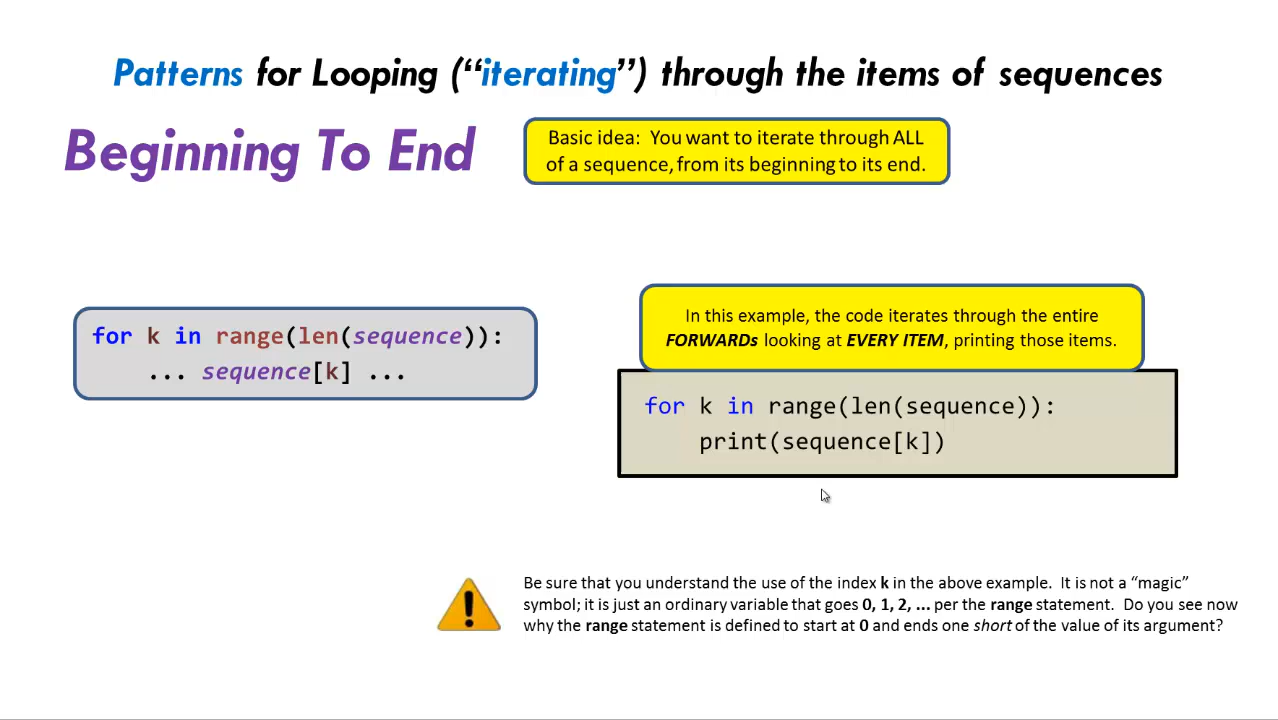 Patterns for Looping (“iterating”) through the items of sequences
Beginning To End
Basic idea: You want to iterate through ALL
of a sequence, from its beginning to its end.
for k in range(len(sequence)):
    ... sequence[k] ...
In this example, the code iterates through the entire
FORWARDs looking at EVERY ITEM, printing those items.
for k in range(len(sequence)):
    print(sequence[k])
Be sure that you understand the use of the index k in the above example. It is not a “magic”
symbol; it is just an ordinary variable that goes 0, 1, 2, ... per the range statement. Do you see now
why the range statement is defined to start at 0 and ends one short of the value of its argument?